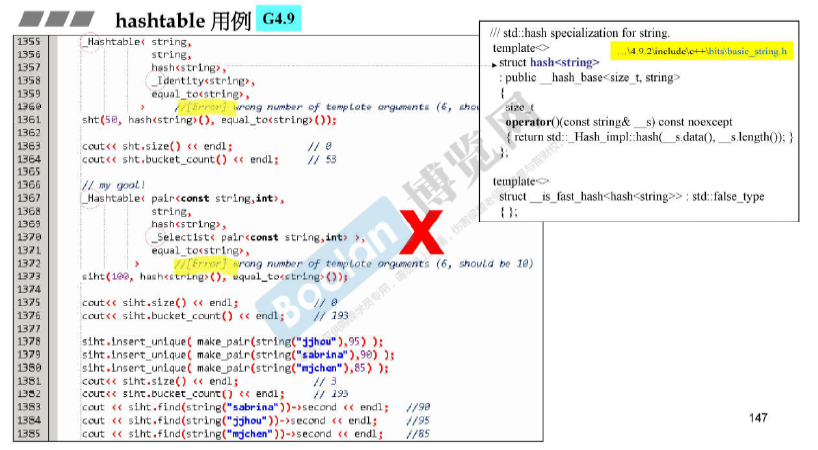 hashtable 用例 G4.9
1355 _Hashtable< string,
1356 string,
1357 hash<string>,
1358 _Identity<string>,
1359 equal_to<string>,
1360 > //[Error] wrong number of template arguments (6, shou
1361 sht(50, hash<string>(), equal_to<string>());
1362
1363 cout<< sht.size() << endl; // 0
1364 cout<< sht.bucket_count() << endl; // 53
1365
1366 // my goal!
1367 _Hashtable< pair<const string,int>,
1368 string,
1369 hash<string>,
1370 _Select1st< pair<const string,int> >,
1371 equal_to<string>,
1372 > //[Error] wrong number of template arguments (6, should be 10)
1373 siht(100, hash<string>(), equal_to<string>());
1374
1375 cout<< siht.size() << endl; // 0
1376 cout<< siht.bucket_count() << endl; // 193
1377
1378 siht.insert_unique( make_pair(string("jjhou"),95) );
1379 siht.insert_unique( make_pair(string("sabrina"),90) );
1380 siht.insert_unique( make_pair(string("mjchen"),85) );
1381 cout<< siht.size() << endl; // 3
1382 cout<< siht.bucket_count() << endl; // 193
1383 cout << siht.find(string("sabrina"))->second << endl; //90
1384 cout << siht.find(string("jjhou"))->second << endl; //95
1385 cout << siht.find(string("mjchen"))->second << endl; //85
/// std::hash specialization for string.
template<>
…\4.9.2\include\c++\bits\basic_string.h
struct hash<string>
: public __hash_base<size_t, string>
{
size_t
operator()(const string& __s) const noexcept
{ return std::_Hash_impl::hash(__s.data(), __s.length()); }
};
template<>
struct __is_fast_hash<hash<string>> : std::false_type
{ };
X
Boolan 博览网
147